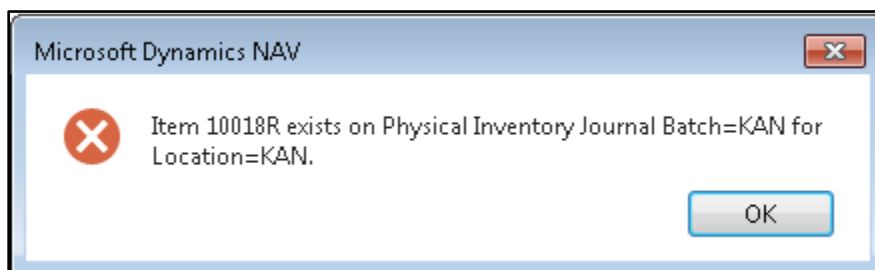 Microsoft Dynamics NAV
Item 10018R exists on Physical Inventory Journal Batch=KAN for
Location=KAN.
OK